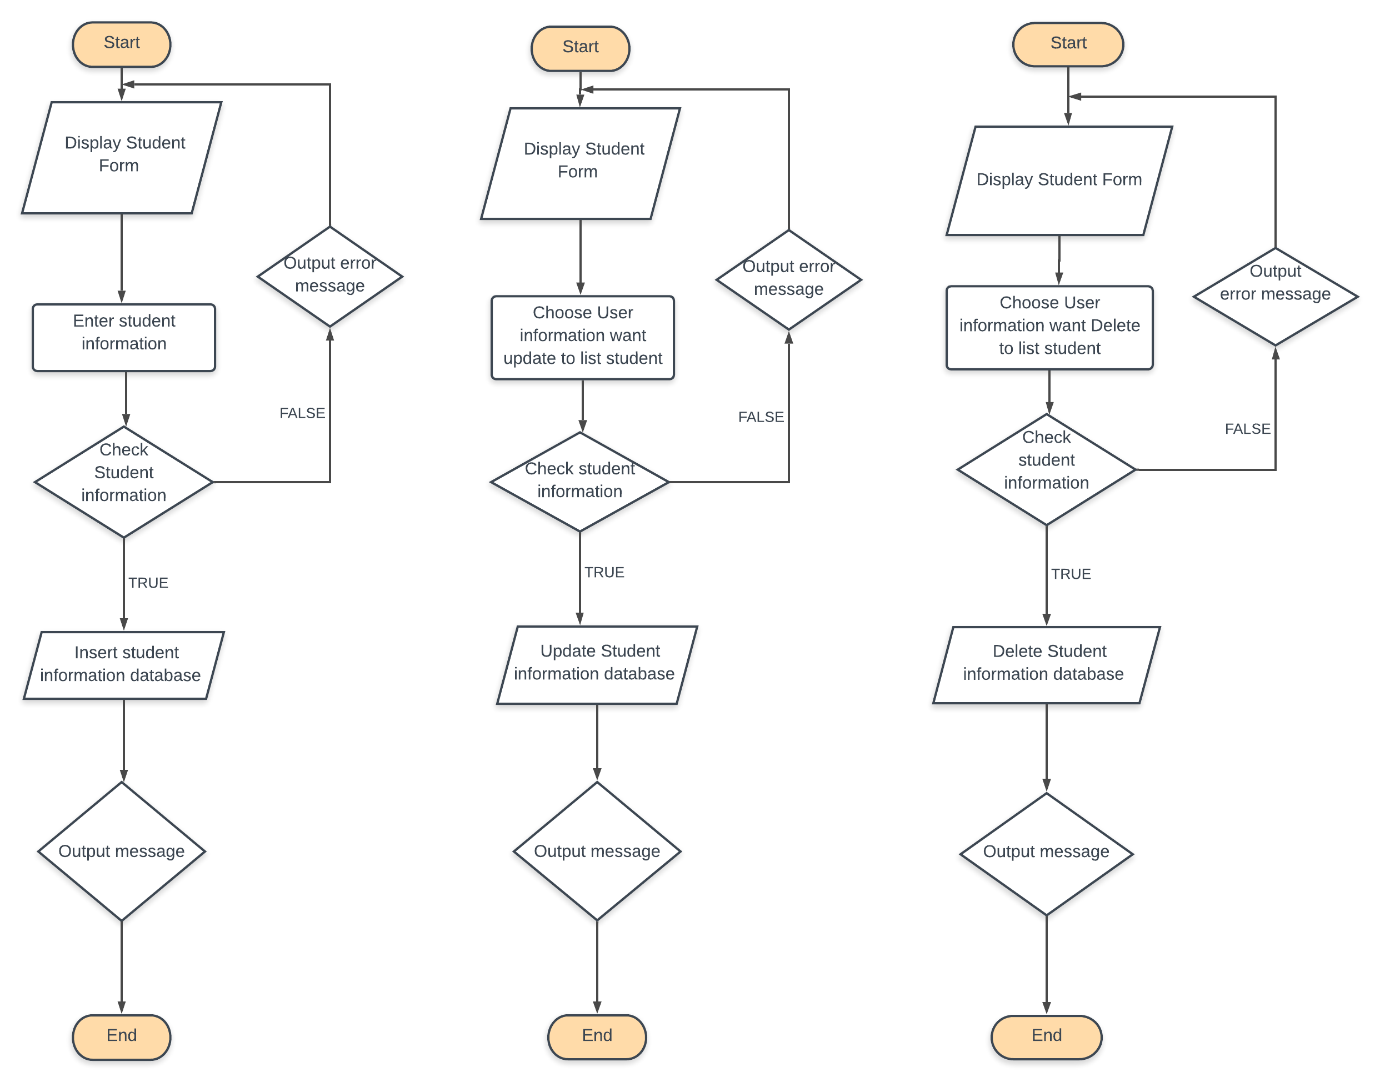 Start
Display Student
Form
Output error
message
Enter student
information
FALSE
Check
Student
information
TRUE
Insert student
information database
Output message
End
Start
Display Student
Form
Output error
message
Choose User
information want
update to list student
FALSE
Check student
information
TRUE
Update Student
information database
Output message
End
Start
Display Student Form
Output
error message
Choose User
information want Delete
to list student
FALSE
Check
student
information
TRUE
Delete Student
information database
Output message
End